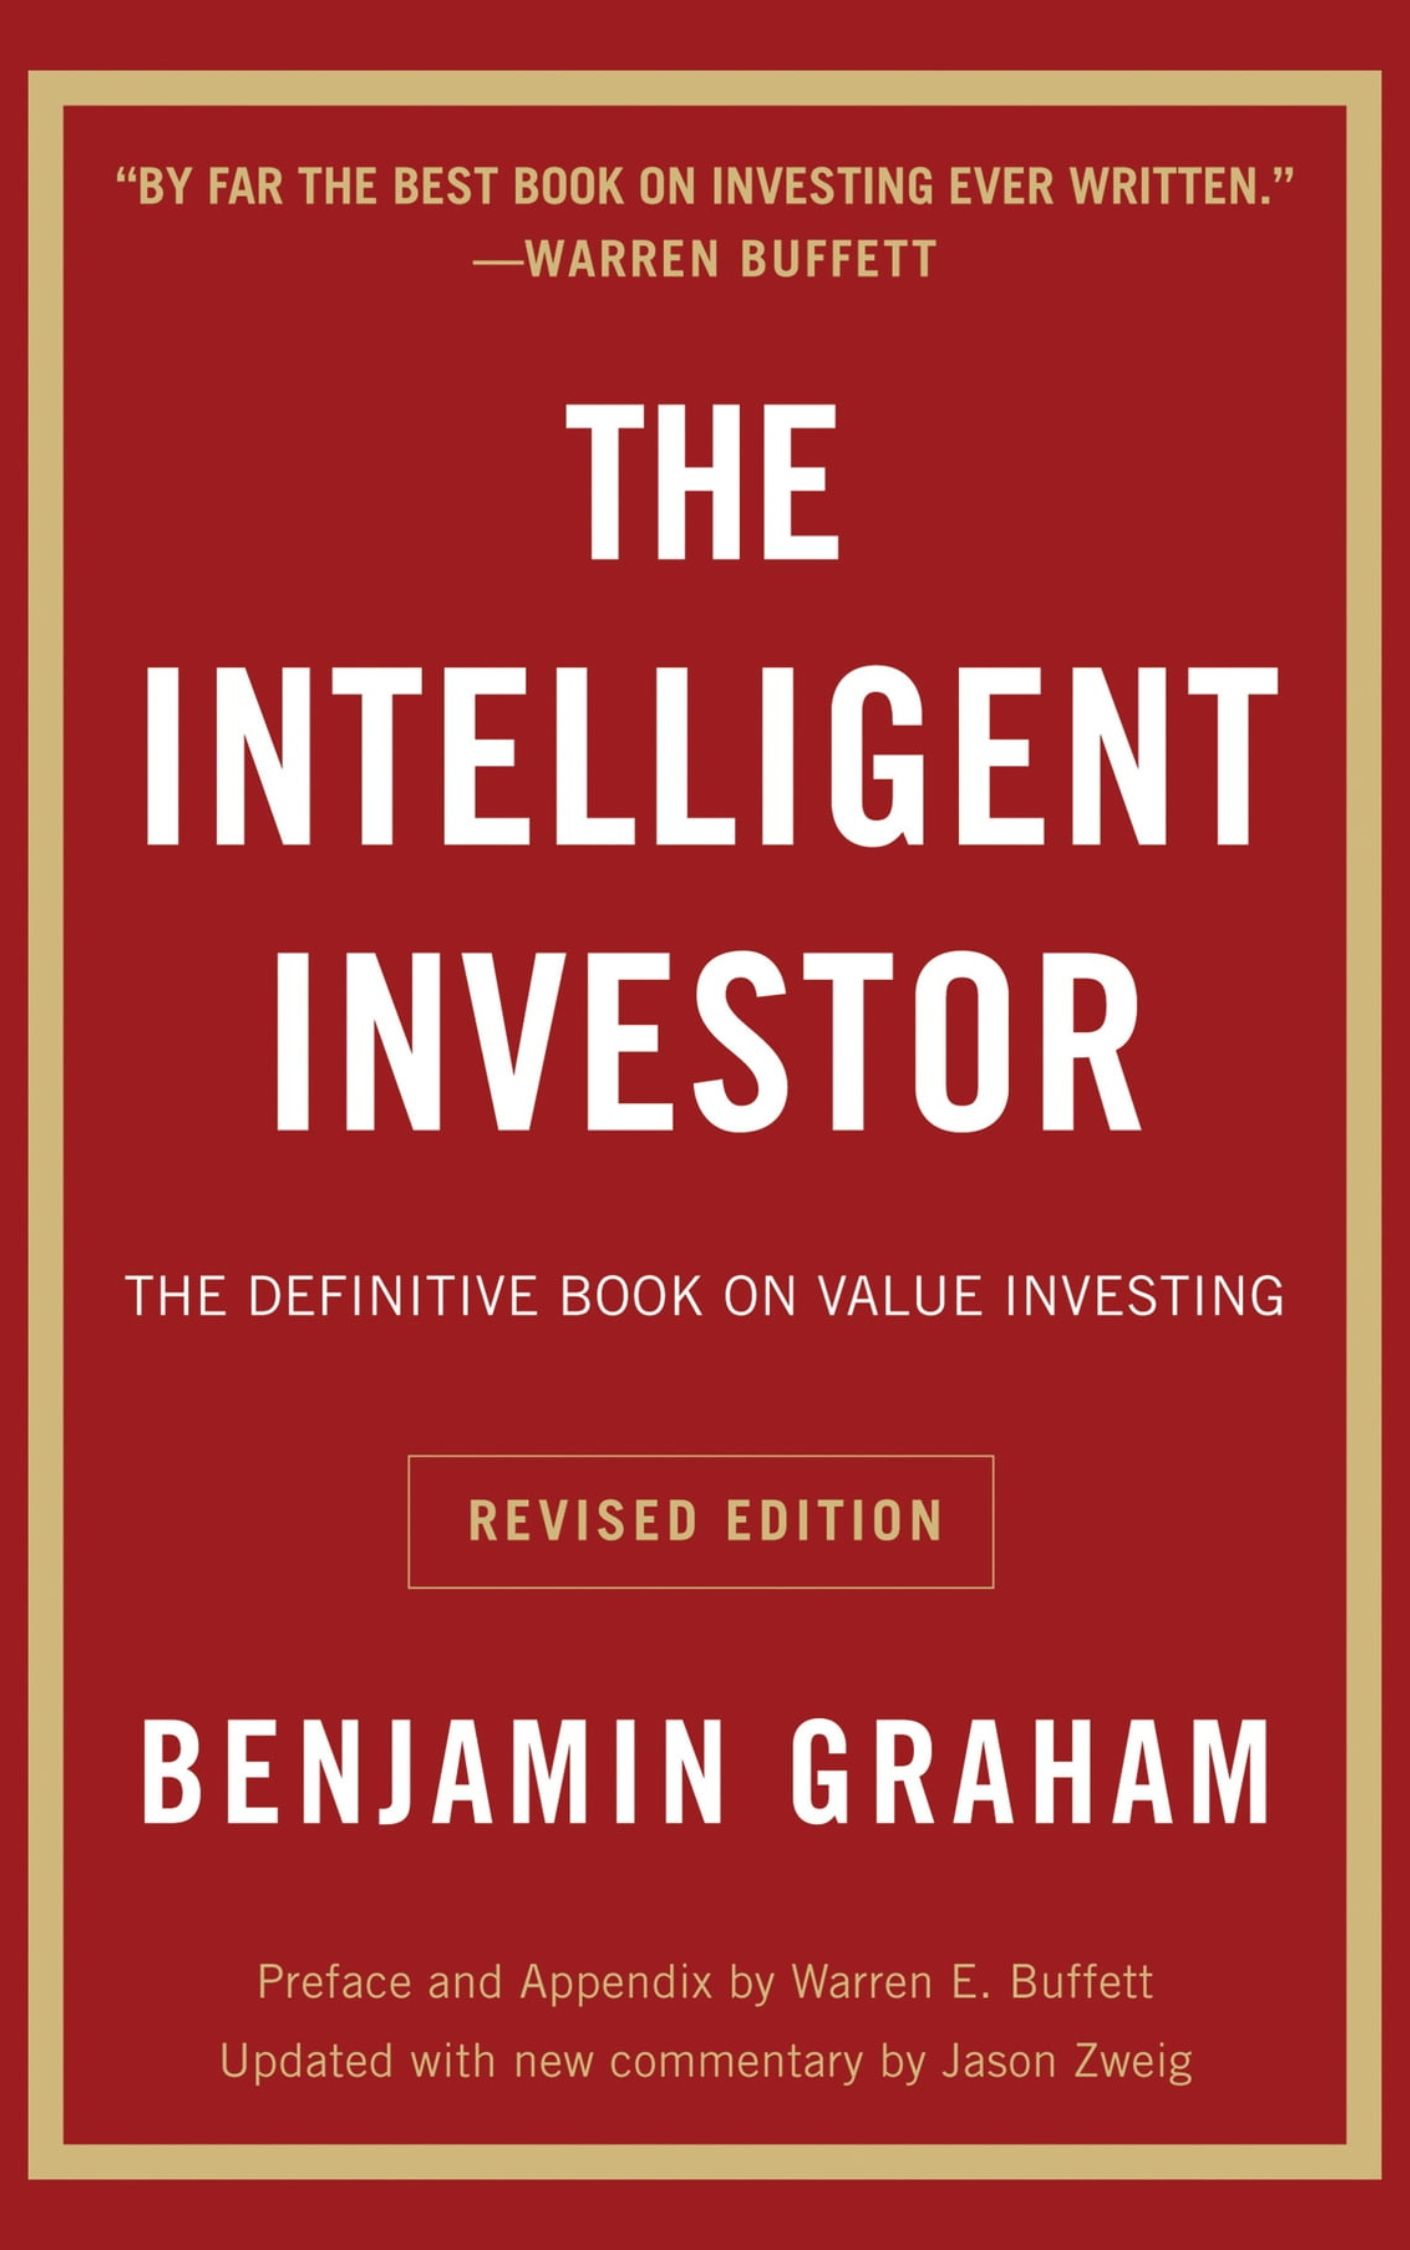 “BY FAR THE BEST BOOK ON INVESTING EVER WRITTEN.”
—WARREN BUFFETT
THE
INTELLIGENT
INVESTOR
THE DEFINITIVE BOOK ON VALUE INVESTING
REVISED EDITION
BENJAMIN GRAHAM
Preface and Appendix by Warren E. Buffett
Updated with new commentary by Jason Zweig